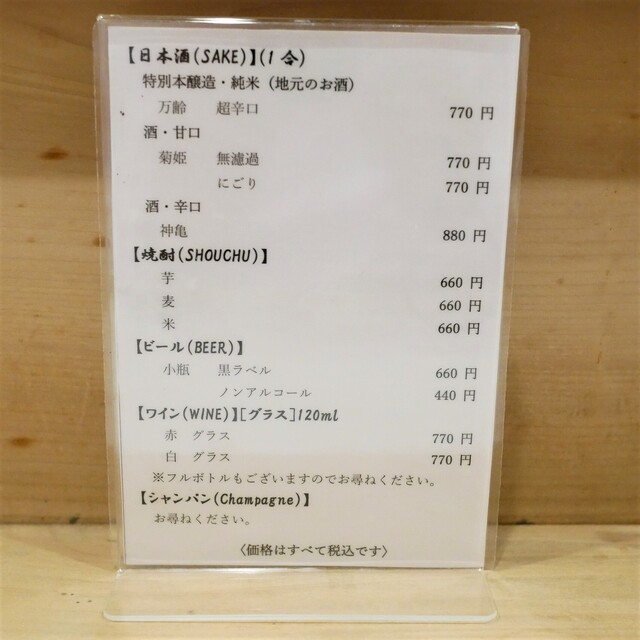 【日本酒(SAKE)】(1合)
特別本醸造・純米（地元のお酒）
万齢 超辛口 770 円
酒・甘口
菊姫 無濾過 770 円
にごり 770 円
酒・辛口
神亀 880 円
【焼酎(SHOUCHU)】
芋 660 円
麦 660 円
米 660 円
【ビール(BEER)】
小瓶 黒ラベル 660 円
ノンアルコール 440 円
【ワイン(WINE)】[グラス]120ml
赤 グラス 770 円
白 グラス 770 円
※フルボトルもございますのでお尋ねください。
【シャンパン(Champagne)】
お尋ねください。
〈価格はすべて税込です〉